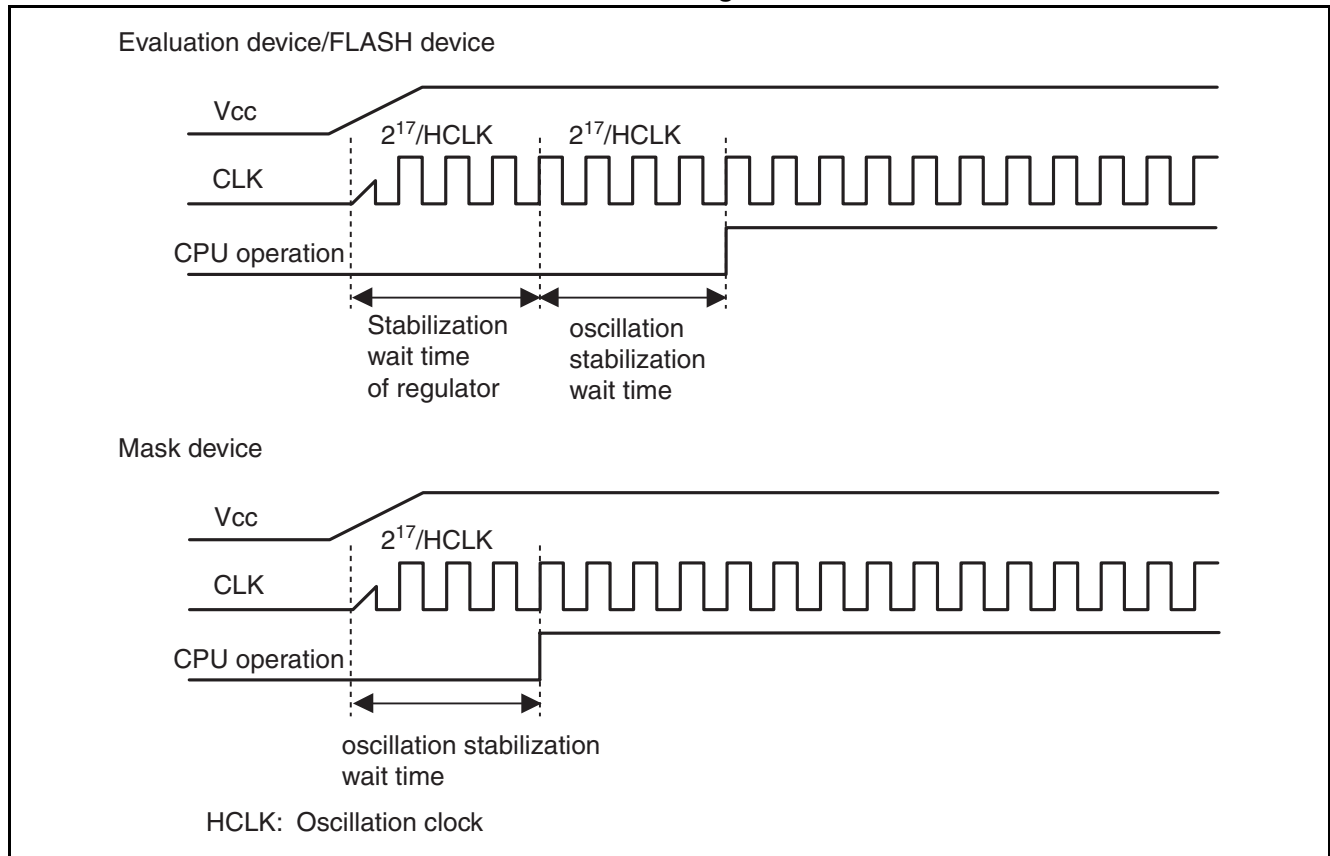 Evaluation device/FLASH device
Vcc
2¹⁷/HCLK 2¹⁷/HCLK
CLK
CPU operation
Stabilization
wait time
of regulator
oscillation
stabilization
wait time
Mask device
Vcc
2¹⁷/HCLK
CLK
CPU operation
oscillation stabilization
wait time
HCLK: Oscillation clock